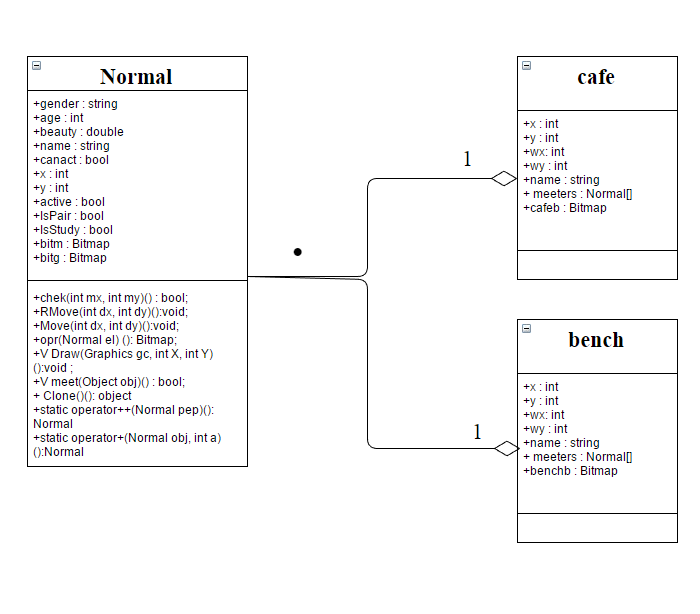 Normal
+gender : string
+age : int
+beauty : double
+name : string
+canact : bool
+x : int
+y : int
+active : bool
+IsPair : bool
+IsStudy : bool
+bitm : Bitmap
+bitg : Bitmap
+chek(int mx, int my)() : bool;
+RMove(int dx, int dy)():void;
+Move(int dx, int dy)():void;
+opr(Normal el) (): Bitmap;
+V Draw(Graphics gc, int X, int Y)
():void ;
+V meet(Object obj)() : bool;
+ Clone()(): object
+static operator++(Normal pep)():
Normal
+static operator+(Normal obj, int a)
():Normal
1
1
cafe
+x : int
+y : int
+wx: int
+wy : int
+name : string
+ meeters : Normal[]
+cafeb : Bitmap
bench
+x : int
+y : int
+wx: int
+wy : int
+name : string
+ meeters : Normal[]
+benchb : Bitmap